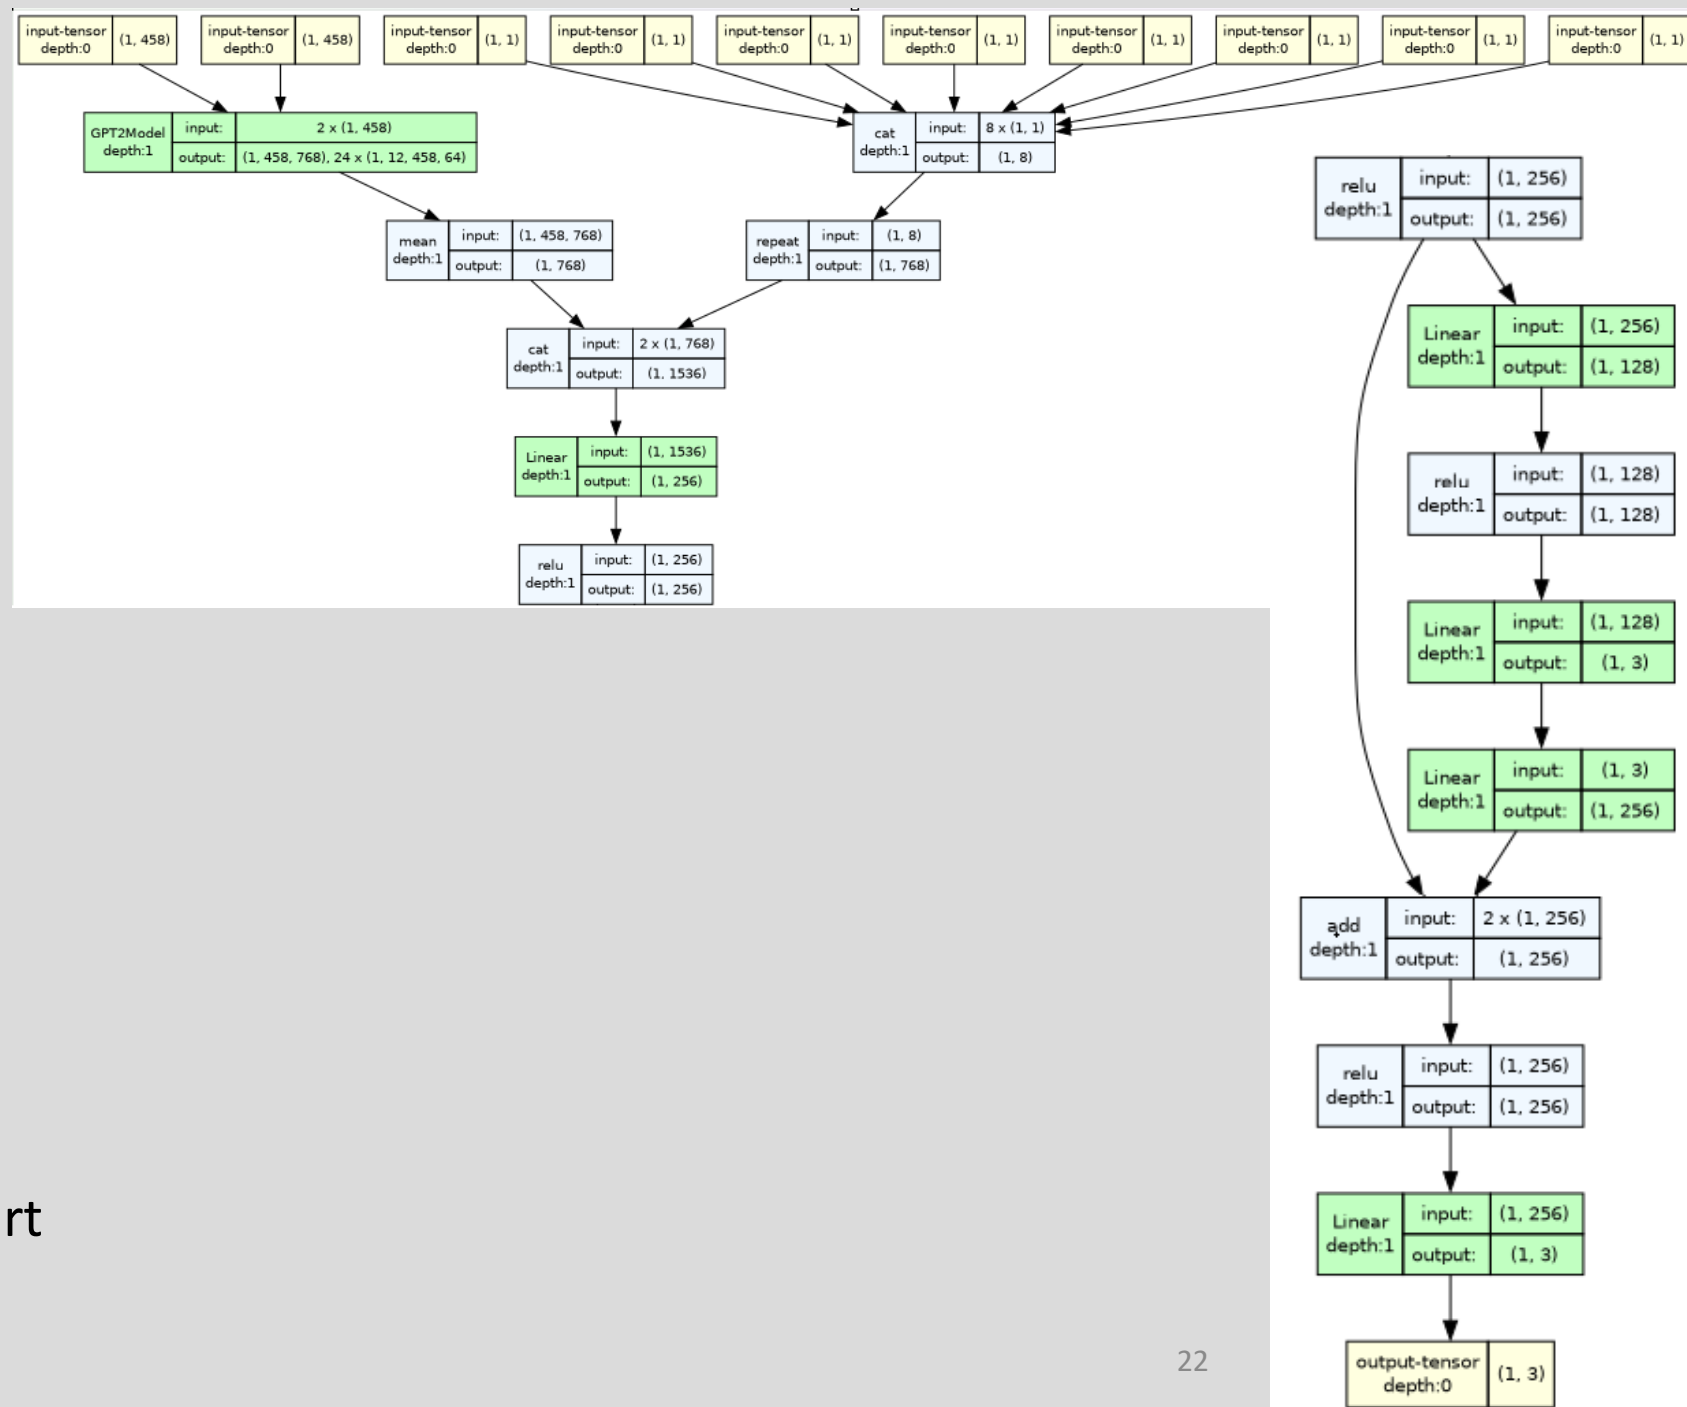 input-tensor
depth:0
(1, 458)
input-tensor
depth:0
(1, 458)
input-tensor
depth:0
(1, 1)
input-tensor
depth:0
(1, 1)
input-tensor
depth:0
(1, 1)
input-tensor
depth:0
(1, 1)
input-tensor
depth:0
(1, 1)
input-tensor
depth:0
(1, 1)
input-tensor
depth:0
(1, 1)
input-tensor
depth:0
(1, 1)
GPT2Model
depth:1
input:
2 x (1, 458)
output:
(1, 458, 768), 24 x (1, 12, 458, 64)
cat
depth:1
input:
8 x (1, 1)
output:
(1, 8)
mean
depth:1
input:
(1, 458, 768)
output:
(1, 768)
repeat
depth:1
input:
(1, 8)
output:
(1, 768)
cat
depth:1
input:
2 x (1, 768)
output:
(1, 1536)
Linear
depth:1
input:
(1, 1536)
output:
(1, 256)
relu
depth:1
input:
(1, 256)
output:
(1, 256)
relu
depth:1
input:
(1, 256)
output:
(1, 256)
Linear
depth:1
input:
(1, 256)
output:
(1, 128)
relu
depth:1
input:
(1, 128)
output:
(1, 128)
Linear
depth:1
input:
(1, 128)
output:
(1, 3)
Linear
depth:1
input:
(1, 3)
output:
(1, 256)
add
depth:1
input:
2 x (1, 256)
output:
(1, 256)
relu
depth:1
input:
(1, 256)
output:
(1, 256)
Linear
depth:1
input:
(1, 256)
output:
(1, 3)
output-tensor
depth:0
(1, 3)
rt
22